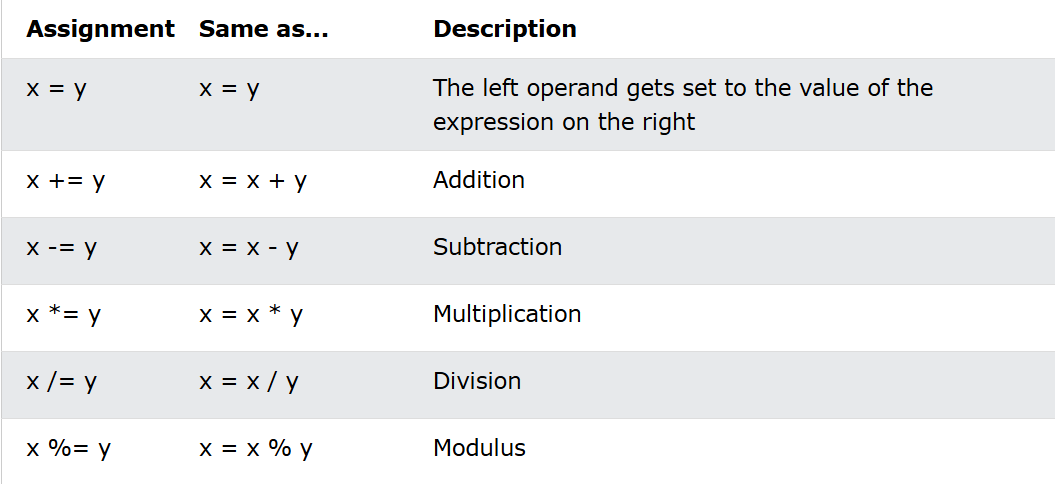 Assignment Same as... Description
x = y x = y The left operand gets set to the value of the
expression on the right
x += y x = x + y Addition
x -= y x = x - y Subtraction
x *= y x = x * y Multiplication
x /= y x = x / y Division
x %= y x = x % y Modulus